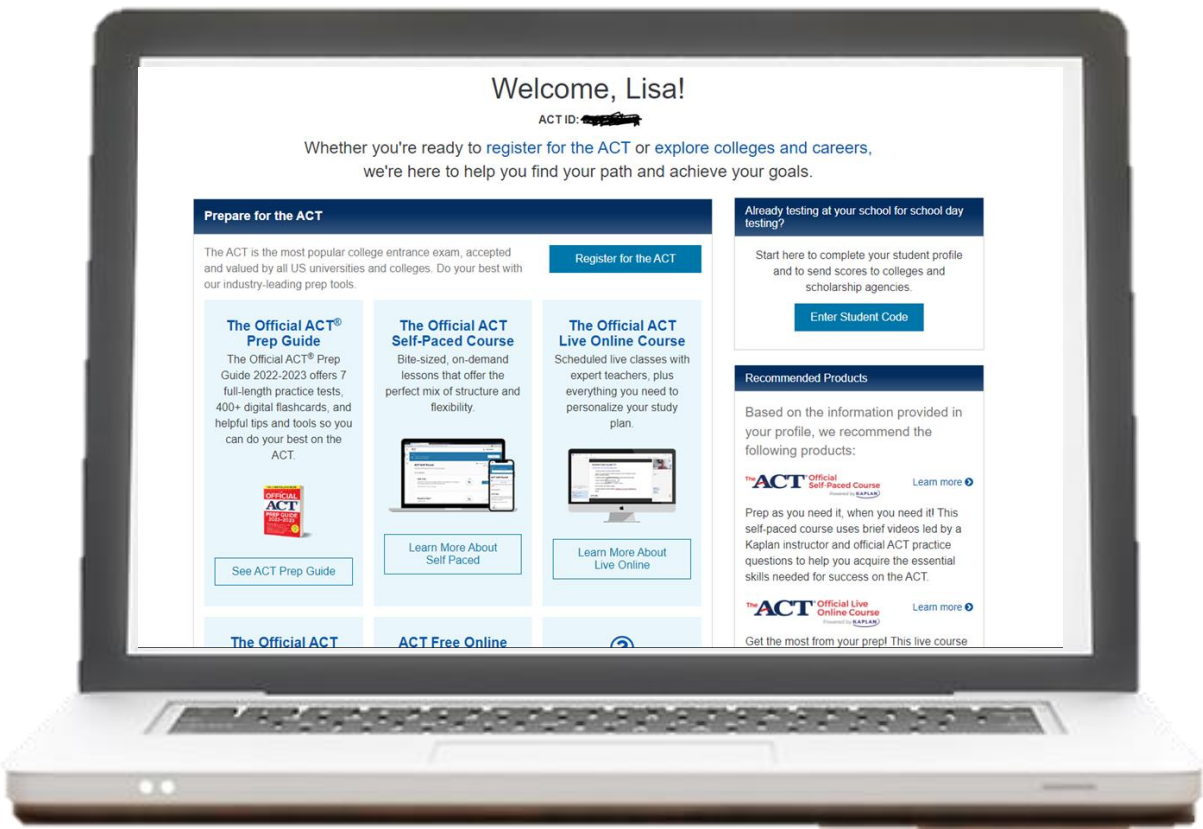 Welcome, Lisa!
ACT ID:
Whether you're ready to register for the ACT or explore colleges and careers,
we're here to help you find your path and achieve your goals.
Prepare for the ACT
The ACT is the most popular college entrance exam, accepted
and valued by all US universities and colleges. Do your best with
our industry-leading prep tools.
Register for the ACT
The Official ACT®
Prep Guide
The Official ACT® Prep
Guide 2022-2023 offers 7
full-length practice tests,
400+ digital flashcards, and
helpful tips and tools so you
can do your best on the
ACT.
OFFICIAL
ACT
PREP GUIDE
2022-2023
See ACT Prep Guide
The Official ACT
Self-Paced Course
Bite-sized, on-demand
lessons that offer the
perfect mix of structure and
flexibility.
Learn More About
Self Paced
The Official ACT
Live Online Course
Scheduled live classes with
expert teachers, plus
everything you need to
personalize your study
plan.
Learn More About
Live Online
The Official ACT
ACT Free Online
Already testing at your school for school day
testing?
Start here to complete your student profile
and to send scores to colleges and
scholarship agencies.
Enter Student Code
Recommended Products
Based on the information provided in
your profile, we recommend the
following products:
The ACT® Official
Self-Paced Course
Powered by KAPLAN
Learn more
Prep as you need it, when you need it! This
self-paced course uses brief videos led by a
Kaplan instructor and official ACT practice
questions to help you acquire the essential
skills needed for success on the ACT.
The ACT® Official Live
Online Course
Powered by KAPLAN
Learn more
Get the most from your prep! This live course